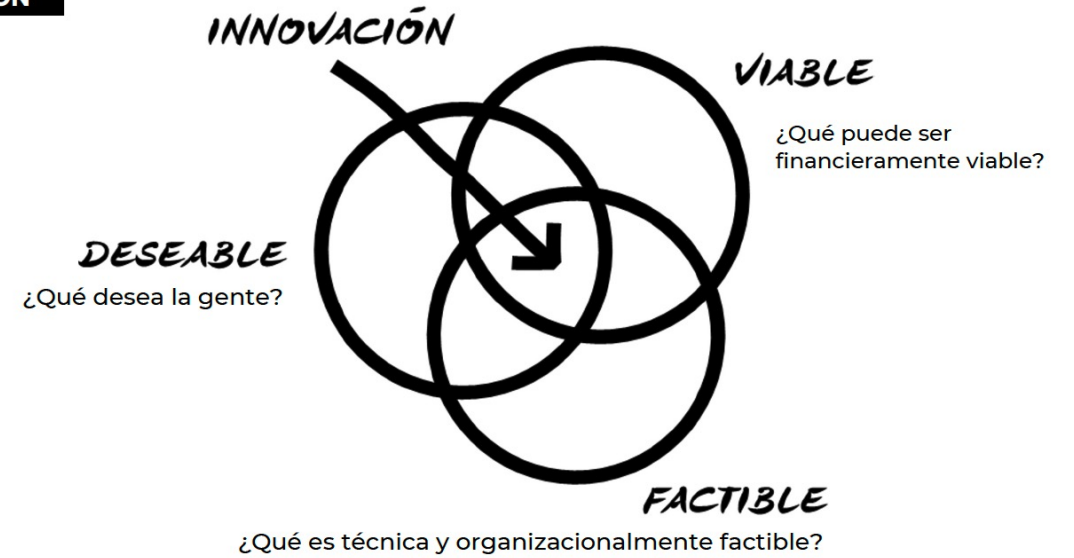 INNOVACIÓN
VIABLE
¿Qué puede ser
financieramente viable?
DESEABLE
¿Qué desea la gente?
FACTIBLE
¿Qué es técnica y organizacionalmente factible?